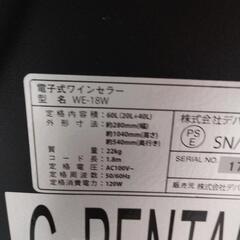 電子式ワインセラー
型 名 WE-18W
定格内容積:60L(20L+40L)
外形寸法:約280mm(幅)
約1040mm(高さ)
約540mm(奥行き)
質量:22kg
コード長:1.8m
定格電圧:AC100V~
定格周波数:50/60Hz
定格消費電力:120W
株式会社デバ
PS
E
SN/
SERIAL NO.
11
販売元 株式会社デバ